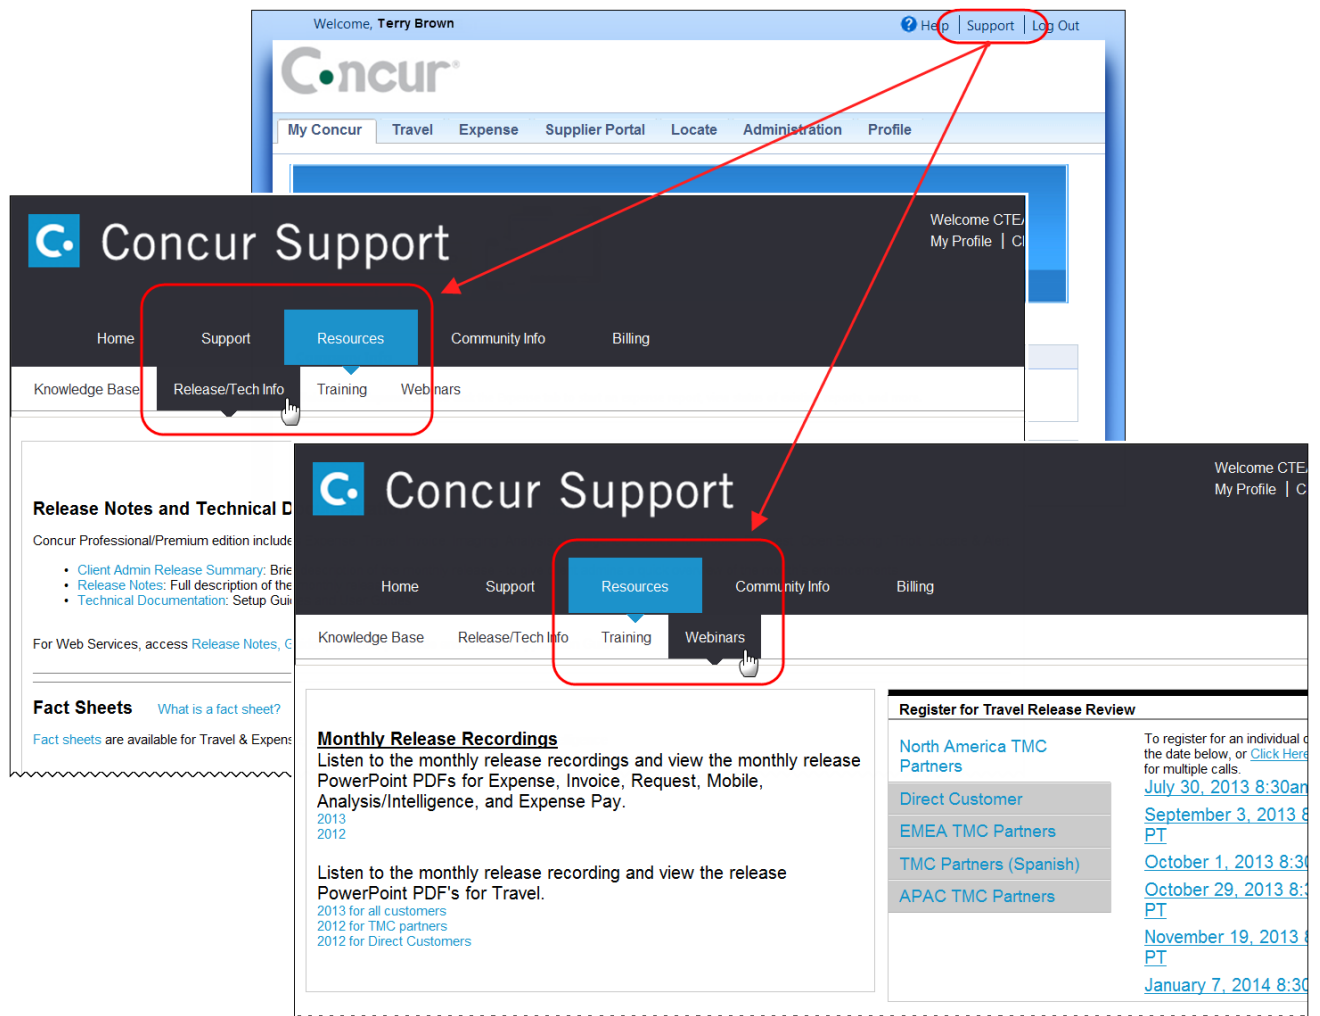 Welcome, Terry Brown
Help | Support | Log Out
Concur
My Concur Travel Expense Supplier Portal Locate Administration Profile
C. Concur Support
Welcome CTE
My Profile | Cl
Home Support Resources Community Info Billing
Knowledge Base Release/Tech Info Training Webinars
Release Notes and Technical D
Concur Professional/Premium edition include
• Client Admin Release Summary: Brie
• Release Notes: Full description of the
• Technical Documentation: Setup Gui
For Web Services, access Release Notes, G
Fact Sheets What is a fact sheet?
Fact sheets are available for Travel & Expens
C. Concur Support
Welcome CTE
My Profile | C
Home Support Resources Community Info Billing
Knowledge Base Release/Tech Info Training Webinars
Monthly Release Recordings
Listen to the monthly release recordings and view the monthly release
PowerPoint PDFs for Expense, Invoice, Request, Mobile,
Analysis/Intelligence, and Expense Pay.
2013
2012
Listen to the monthly release recording and view the release
PowerPoint PDF's for Travel.
2013 for all customers
2012 for TMC partners
2012 for Direct Customers
Register for Travel Release Review
North America TMC
Partners
Direct Customer
EMEA TMC Partners
TMC Partners (Spanish)
APAC TMC Partners
To register for an individual c
the date below, or Click Here
for multiple calls.
July 30, 2013 8:30am
September 3, 2013 8
PT
October 1, 2013 8:30
October 29, 2013 8:3
PT
November 19, 2013 8
PT
January 7, 2014 8:30